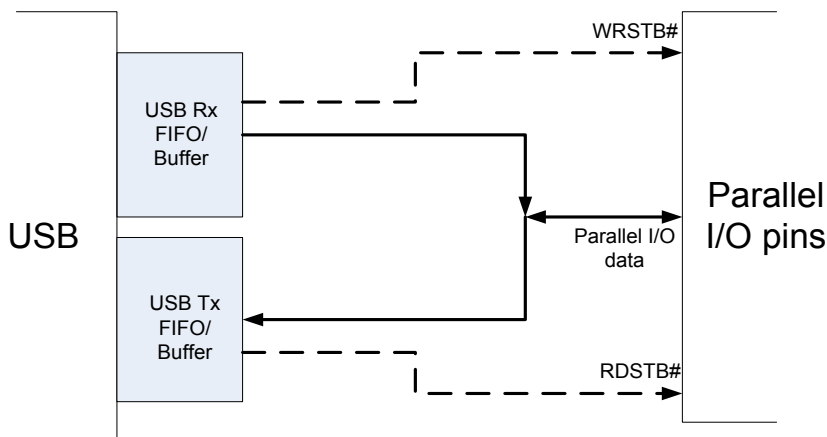 WRSTB#
USB Rx
FIFO/
Buffer
USB
Parallel
I/O pins
Parallel I/O
data
USB Tx
FIFO/
Buffer
RDSTB#